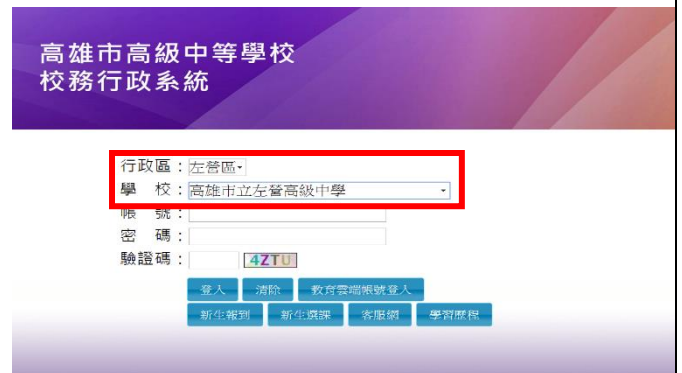 高雄市高級中等學校
校務行政系統
行政區：左營區
學　校：高雄市立左營高級中學
帳　號：
密　碼：
驗證碼： 4ZTU
登入 清除 教育雲端帳號登入
新生報到 新生選課 客服網 學習歷程